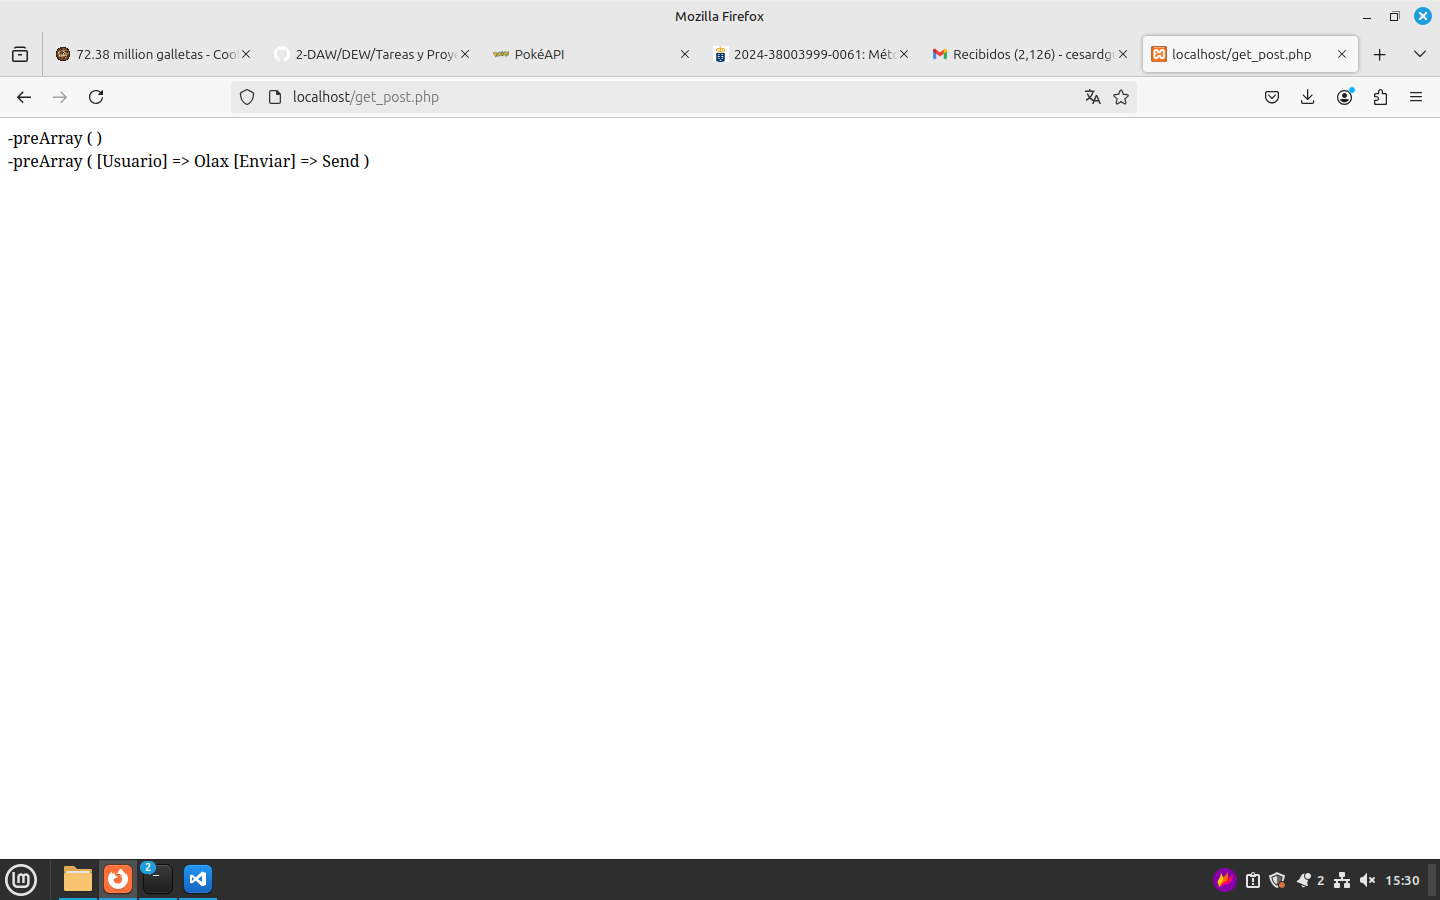 Mozilla Firefox
72.38 million galletas - Coo
2-DAW/DEW/Tareas y Proy
PokéAPI
2024-38003999-0061: Mét
Recibidos (2,126) - cesardg
localhost/get_post.php
localhost/get_post.php
-preArray ( )
-preArray ( [Usuario] => Olax [Enviar] => Send )
2
2
15:30